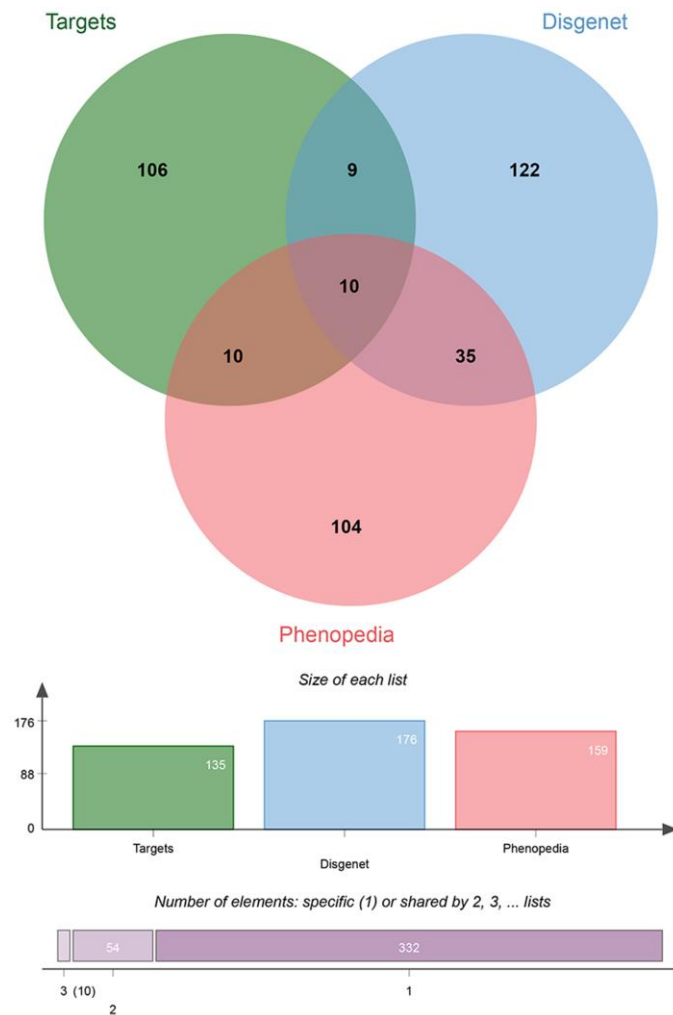 Targets
Disgenet
106
9
122
10
10
35
104
Phenopedia
Size of each list
176
88
0
135
176
159
Targets
Disgenet
Phenopedia
Number of elements: specific (1) or shared by 2, 3, ... lists
54
332
3 (10)
2
1